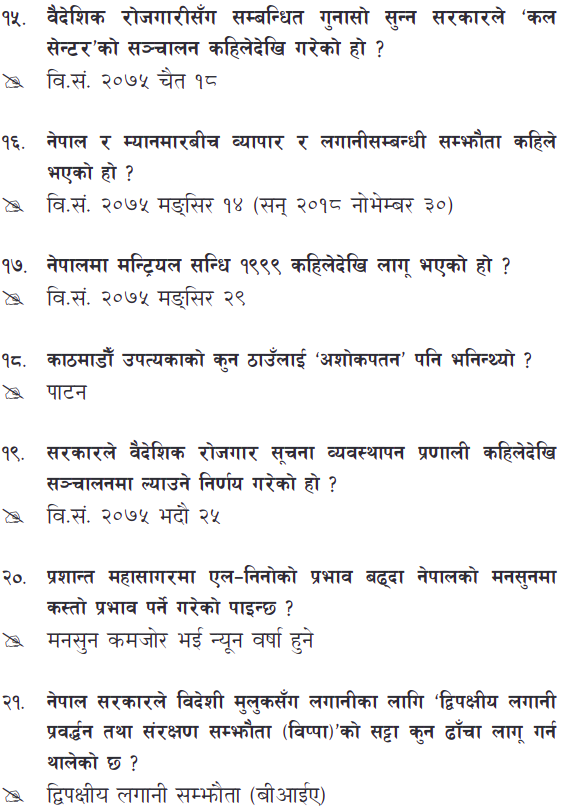 १५. वैदेशिक रोजगारीसँग सम्बन्धित गुनासो सुन्न सरकारले ‘कल
सेन्टर’को सञ्चालन कहिलेदेखि गरेको हो ?
वि.सं. २०७५ चैत १८
१६. नेपाल र म्यानमारबीच व्यापार र लगानीसम्बन्धी सम्झौता कहिले
भएको हो ?
वि.सं. २०७५ मङ्सिर १४ (सन् २०१८ नोभेम्बर ३०)
१७. नेपालमा मन्ट्रियल सन्धि १९९९ कहिलेदेखि लागू भएको हो ?
वि.सं. २०७५ मङ्सिर २९
१८. काठमाडौँ उपत्यकाको कुन ठाउँलाई ‘अशोकपतन’ पनि भनिन्थ्यो ?
पाटन
१९. सरकारले वैदेशिक रोजगार सूचना व्यवस्थापन प्रणाली कहिलेदेखि
सञ्चालनमा ल्याउने निर्णय गरेको हो ?
वि.सं. २०७५ भदौ २५
२०. प्रशान्त महासागरमा एल-निनोको प्रभाव बढ्दा नेपालको मनसुनमा
कस्तो प्रभाव पर्ने गरेको पाइन्छ ?
मनसुन कमजोर भई न्यून वर्षा हुने
२१. नेपाल सरकारले विदेशी मुलुकसँग लगानीका लागि ‘द्विपक्षीय लगानी
प्रवर्द्धन तथा संरक्षण सम्झौता (विप्पा)’को सट्टा कुन ढाँचा लागू गर्न
थालेको छ ?
द्विपक्षीय लगानी सम्झौता (बीआईए)